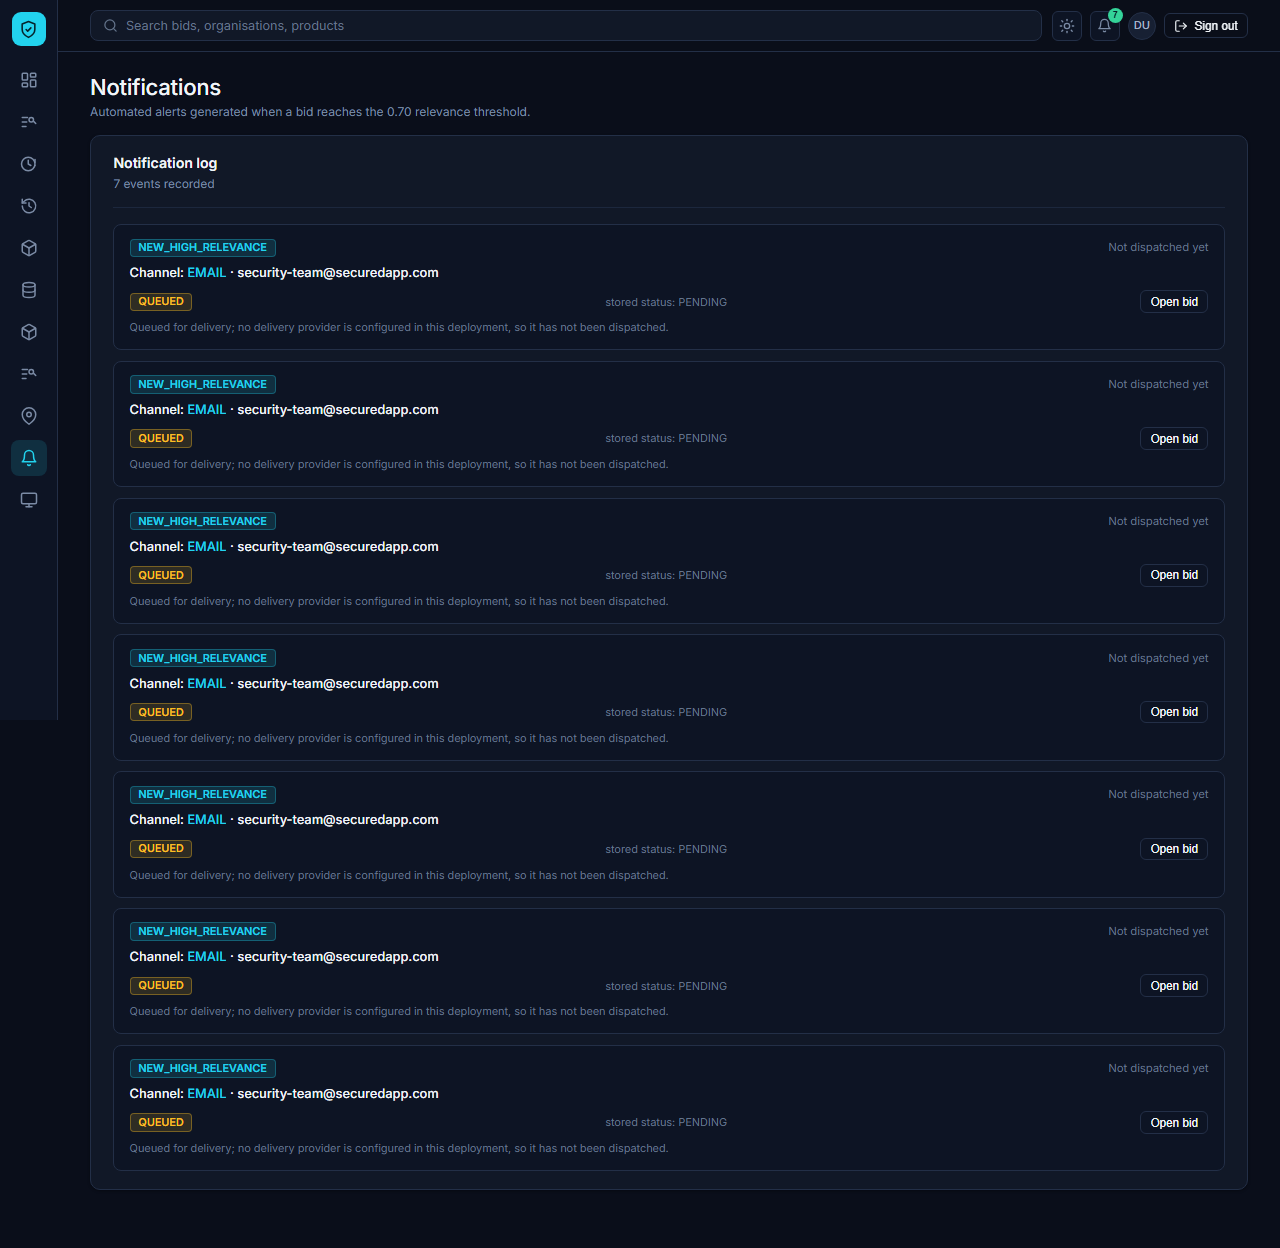 Search bids, organisations, products
7
DU
Sign out
Notifications
Automated alerts generated when a bid reaches the 0.70 relevance threshold.
Notification log
7 events recorded
NEW_HIGH_RELEVANCE
Not dispatched yet
Channel: EMAIL · security-team@securedapp.com
QUEUED
stored status: PENDING
Open bid
Queued for delivery; no delivery provider is configured in this deployment, so it has not been dispatched.
NEW_HIGH_RELEVANCE
Not dispatched yet
Channel: EMAIL · security-team@securedapp.com
QUEUED
stored status: PENDING
Open bid
Queued for delivery; no delivery provider is configured in this deployment, so it has not been dispatched.
NEW_HIGH_RELEVANCE
Not dispatched yet
Channel: EMAIL · security-team@securedapp.com
QUEUED
stored status: PENDING
Open bid
Queued for delivery; no delivery provider is configured in this deployment, so it has not been dispatched.
NEW_HIGH_RELEVANCE
Not dispatched yet
Channel: EMAIL · security-team@securedapp.com
QUEUED
stored status: PENDING
Open bid
Queued for delivery; no delivery provider is configured in this deployment, so it has not been dispatched.
NEW_HIGH_RELEVANCE
Not dispatched yet
Channel: EMAIL · security-team@securedapp.com
QUEUED
stored status: PENDING
Open bid
Queued for delivery; no delivery provider is configured in this deployment, so it has not been dispatched.
NEW_HIGH_RELEVANCE
Not dispatched yet
Channel: EMAIL · security-team@securedapp.com
QUEUED
stored status: PENDING
Open bid
Queued for delivery; no delivery provider is configured in this deployment, so it has not been dispatched.
NEW_HIGH_RELEVANCE
Not dispatched yet
Channel: EMAIL · security-team@securedapp.com
QUEUED
stored status: PENDING
Open bid
Queued for delivery; no delivery provider is configured in this deployment, so it has not been dispatched.